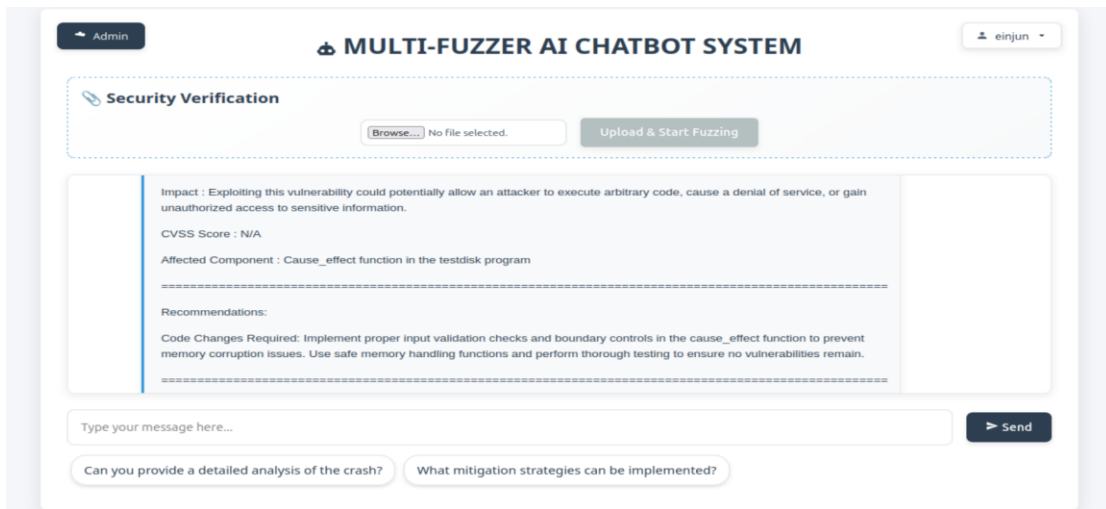 Admin
MULTI-FUZZER AI CHATBOT SYSTEM
einjun
Security Verification
Browse... No file selected.
Upload & Start Fuzzing
Impact : Exploiting this vulnerability could potentially allow an attacker to execute arbitrary code, cause a denial of service, or gain
unauthorized access to sensitive information.
CVSS Score : N/A
Affected Component : Cause_effect function in the testdisk program
=========================================================================================================
Recommendations:
Code Changes Required: Implement proper input validation checks and boundary controls in the cause_effect function to prevent
memory corruption issues. Use safe memory handling functions and perform thorough testing to ensure no vulnerabilities remain.
=========================================================================================================
Type your message here...
Send
Can you provide a detailed analysis of the crash?
What mitigation strategies can be implemented?